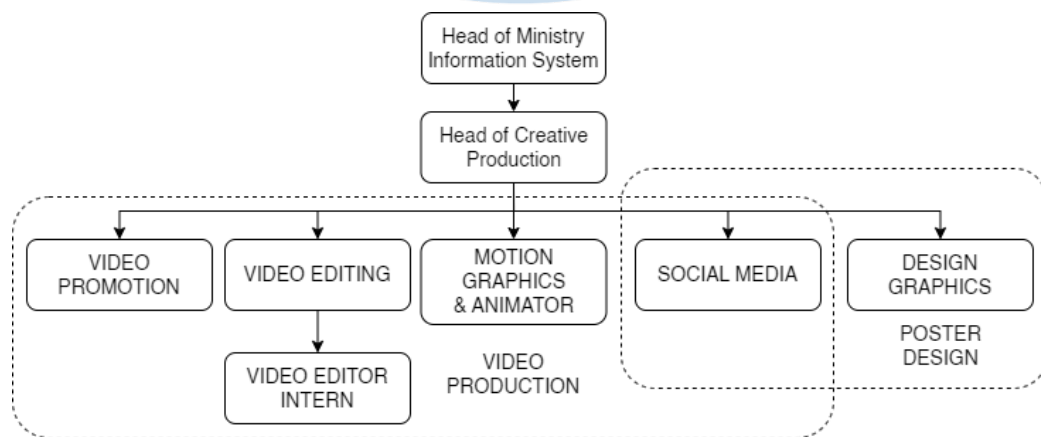 Head of Ministry
Information System
Head of Creative
Production
VIDEO
PROMOTION
VIDEO EDITING
MOTION
GRAPHICS
& ANIMATOR
SOCIAL MEDIA
DESIGN
GRAPHICS
VIDEO EDITOR
INTERN
VIDEO
PRODUCTION
POSTER
DESIGN